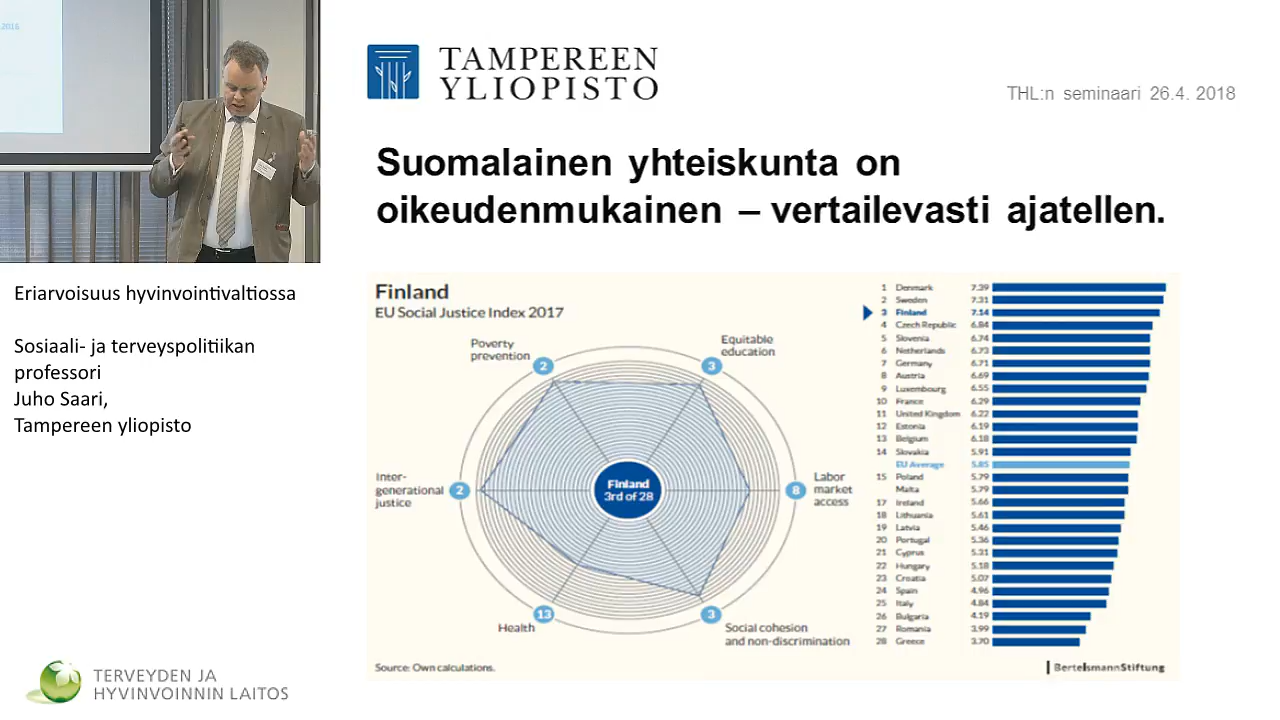 2018
TAMPEREEN
YLIOPISTO
THL:n seminaari 26.4. 2018
Suomalainen yhteiskunta on
oikeudenmukainen – vertailevasti ajatellen.
Eriarvoisuus hyvinvointivaltiossa
Sosiaali- ja terveyspolitiikan
professori
Juho Saari,
Tampereen yliopisto
TERVEYDEN JA
HYVINVOINNIN LAITOS
Finland
EU Social Justice Index 2017
Poverty
prevention
2
Equitable
education
3
Inter-
generational
justice
2
Finland
3rd of 28
8
Labor
market
access
13
Health
3
Social cohesion
and non-discrimination
Source: Own calculations.
1 Denmark 7.39
2 Sweden 7.31
3 Finland 7.14
4 Czech Republic 6.84
5 Slovenia 6.74
6 Netherlands 6.73
7 Germany 6.71
8 Austria 6.69
9 Luxembourg 6.55
10 France 6.29
11 United Kingdom 6.22
12 Estonia 6.19
13 Belgium 6.18
14 Slovakia 5.91
EU Average 5.85
15 Poland 5.79
Malta 5.79
17 Ireland 5.66
18 Lithuania 5.61
19 Latvia 5.46
20 Portugal 5.36
21 Cyprus 5.31
22 Hungary 5.18
23 Croatia 5.07
24 Spain 4.96
25 Italy 4.84
26 Bulgaria 4.19
27 Romania 3.99
28 Greece 3.70
BertelsmannStiftung